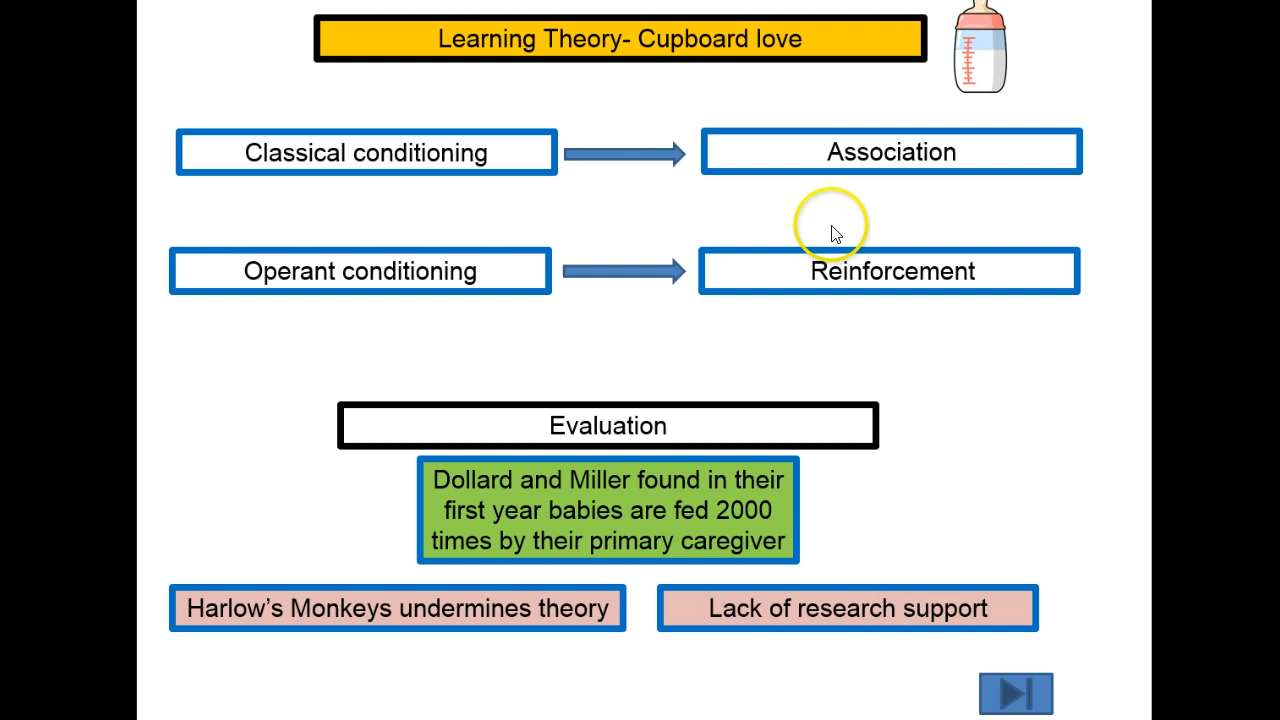 Learning Theory- Cupboard love
Classical conditioning
Association
Operant conditioning
Reinforcement
Evaluation
Dollard and Miller found in their
first year babies are fed 2000
times by their primary caregiver
Harlow’s Monkeys undermines theory
Lack of research support